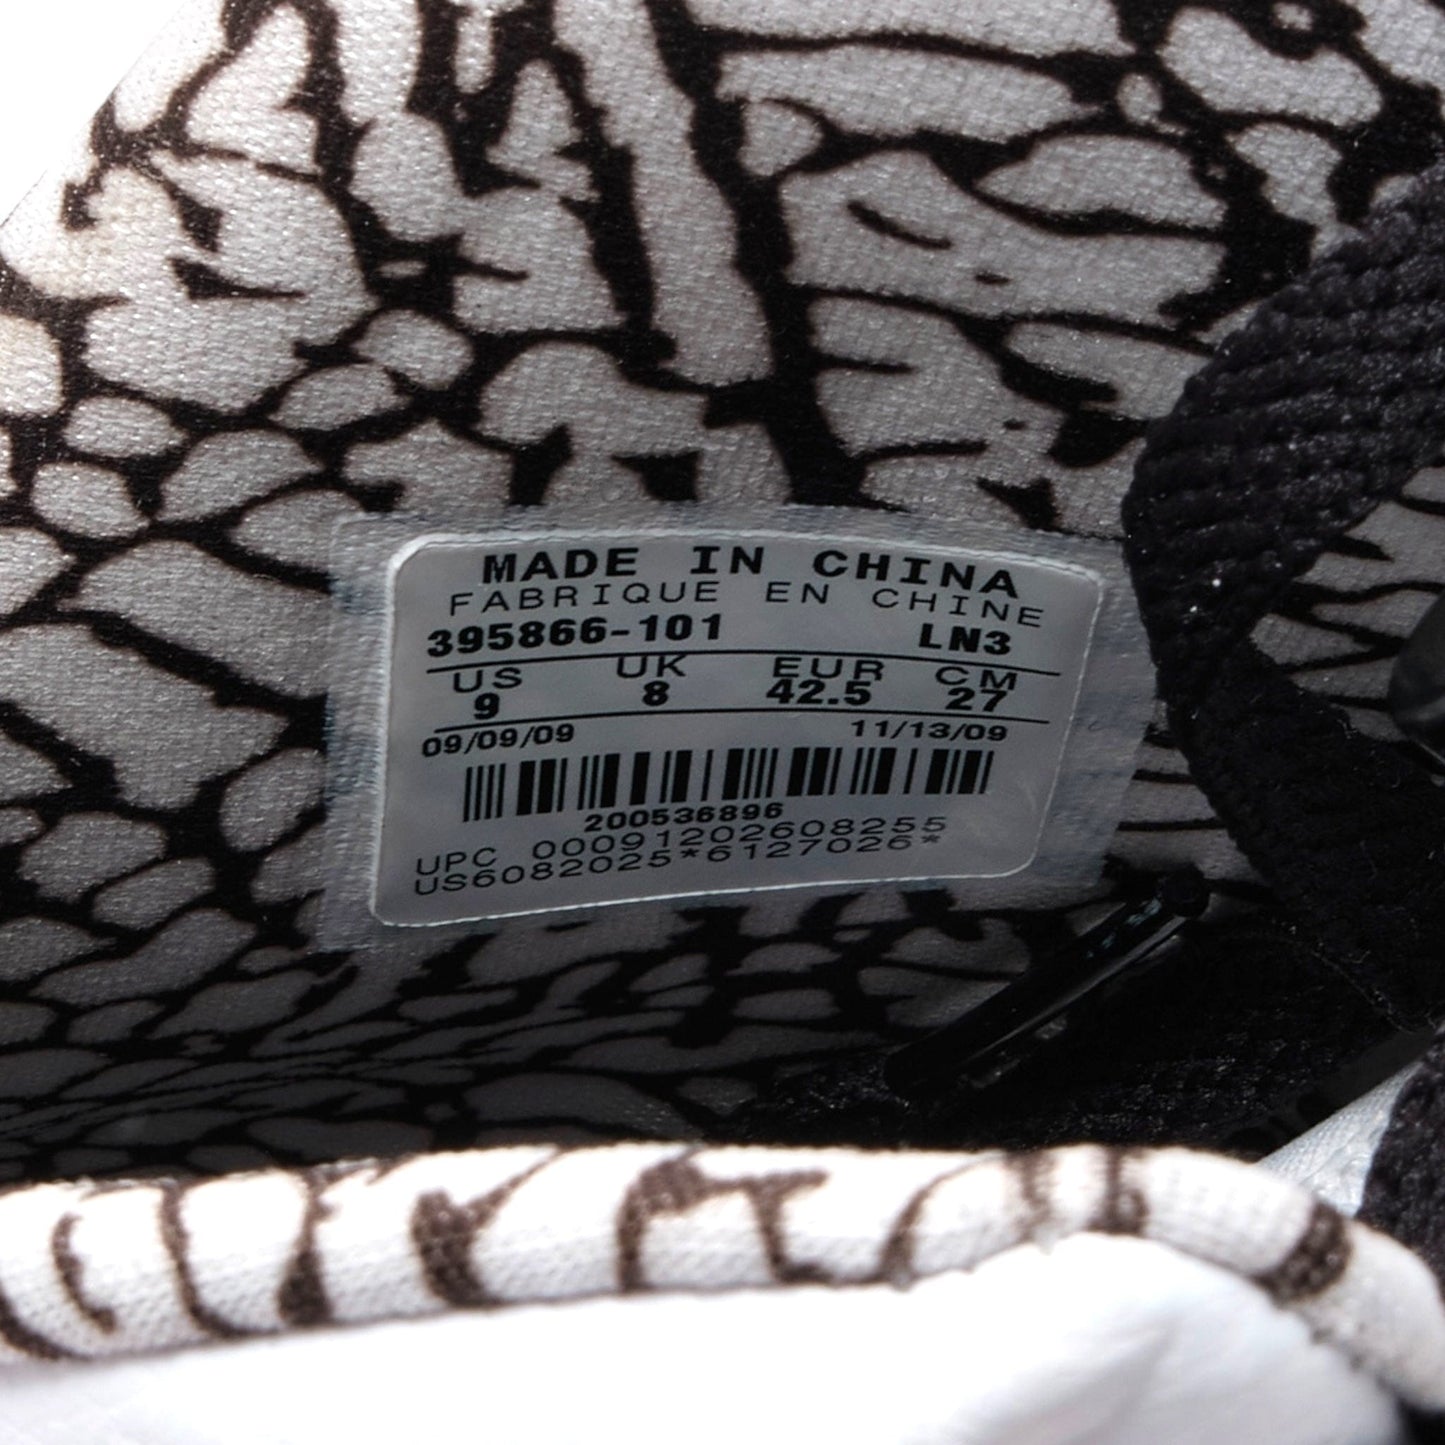 MADE IN CHINA
FABRIQUE EN CHINE
395866-101 LN3
US UK EUR CM
9 8 42.5 27
09/09/09 11/13/09
200536896
UPC 00091202608255
US6082025*6127026*